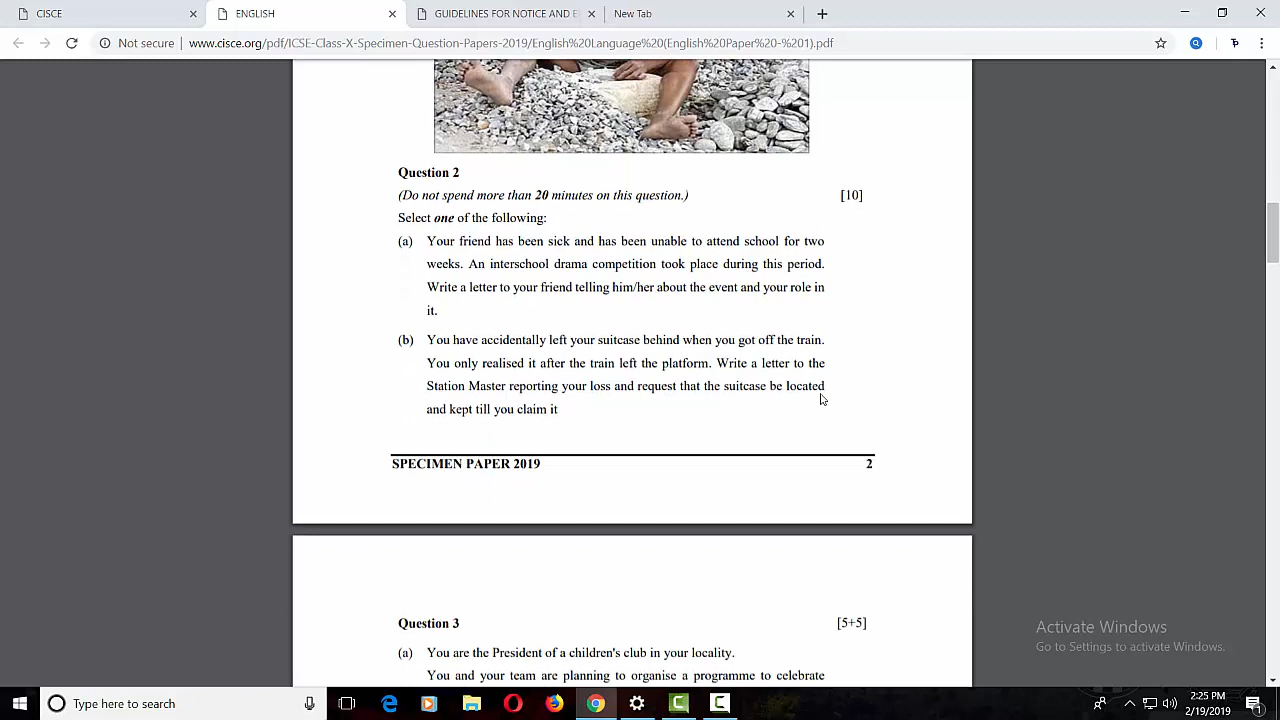 CISCE
ENGLISH
GUIDELINES FOR NOTICE AND E
New Tab
Not secure
www.cisce.org/pdf/ICSE-Class-X-Specimen-Question-Papers_2019/English%20Language%20(English%20Paper%20-%201).pdf
Question 2
(Do not spend more than 20 minutes on this question.) [10]
Select one of the following:
(a) Your friend has been sick and has been unable to attend school for two
weeks. An interschool drama competition took place during this period.
Write a letter to your friend telling him/her about the event and your role in
it.
(b) You have accidentally left your suitcase behind when you got off the train.
You only realised it after the train left the platform. Write a letter to the
Station Master reporting your loss and request that the suitcase be located
and kept till you claim it
SPECIMEN PAPER 2019 2
Question 3 [5+5]
(a) You are the President of a children's club in your locality.
You and your team are planning to organise a programme to celebrate
Activate Windows
Go to Settings to activate Windows.
Type here to search
2:25 PM
2/19/2019